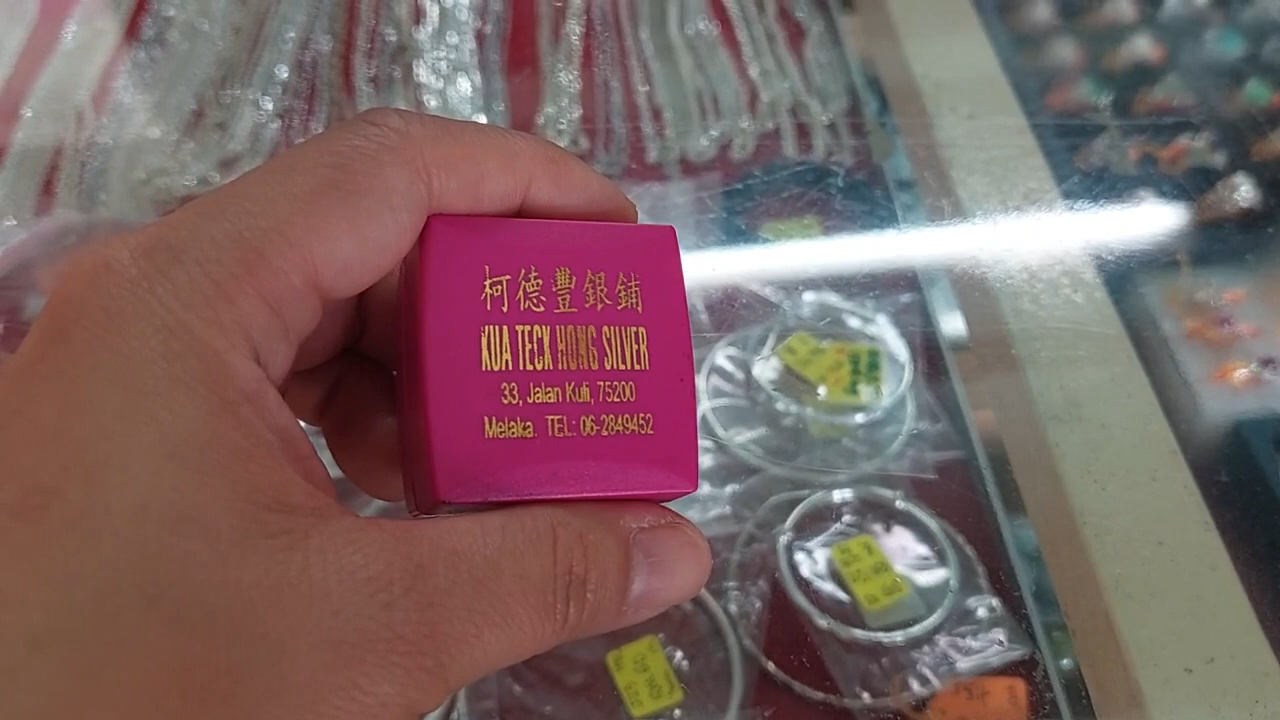 柯德豐銀鋪
KUA TECK HONG SILVER
33, Jalan Kuli, 75200
Melaka. TEL: 06-2849452